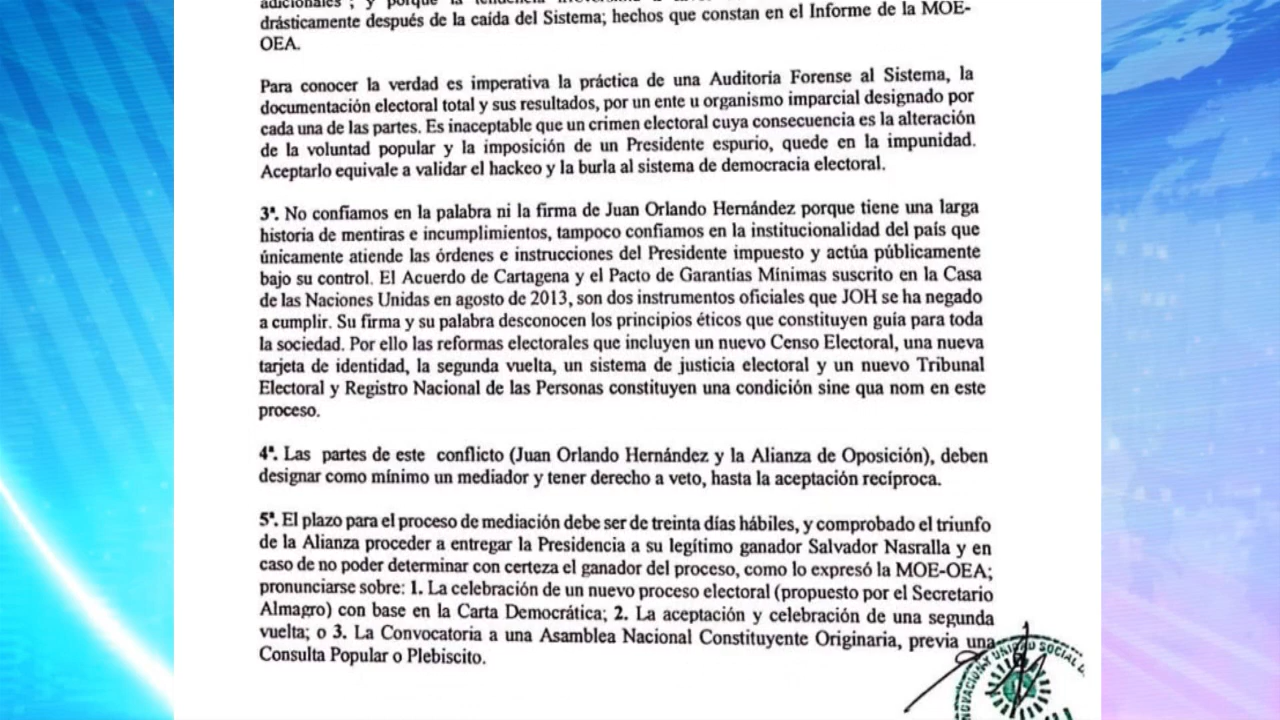 drásticamente después de la caída del Sistema; hechos que constan en el Informe de la MOE-
OEA.
Para conocer la verdad es imperativa la práctica de una Auditoria Forense al Sistema, la
documentación electoral total y sus resultados, por un ente u organismo imparcial designado por
cada una de las partes. Es inaceptable que un crimen electoral cuya consecuencia es la alteración
de la voluntad popular y la imposición de un Presidente espurio, quede en la impunidad.
Aceptarlo equivale a validar el hackeo y la burla al sistema de democracia electoral.
3ª. No confiamos en la palabra ni la firma de Juan Orlando Hernández porque tiene una larga
historia de mentiras e incumplimientos, tampoco confiamos en la institucionalidad del país que
únicamente atiende las órdenes e instrucciones del Presidente impuesto y actúa públicamente
bajo su control. El Acuerdo de Cartagena y el Pacto de Garantías Mínimas suscrito en la Casa
de las Naciones Unidas en agosto de 2013, son dos instrumentos oficiales que JOH se ha negado
a cumplir. Su firma y su palabra desconocen los principios éticos que constituyen guía para toda
la sociedad. Por ello las reformas electorales que incluyen un nuevo Censo Electoral, una nueva
tarjeta de identidad, la segunda vuelta, un sistema de justicia electoral y un nuevo Tribunal
Electoral y Registro Nacional de las Personas constituyen una condición sine qua nom en este
proceso.
4ª. Las partes de este conflicto (Juan Orlando Hernández y la Alianza de Oposición), deben
designar como mínimo un mediador y tener derecho a veto, hasta la aceptación recíproca.
5ª. El plazo para el proceso de mediación debe ser de treinta días hábiles, y comprobado el triunfo
de la Alianza proceder a entregar la Presidencia a su legítimo ganador Salvador Nasralla y en
caso de no poder determinar con certeza el ganador del proceso, como lo expresó la MOE-OEA;
pronunciarse sobre: 1. La celebración de un nuevo proceso electoral (propuesto por el Secretario
Almagro) con base en la Carta Democrática; 2. La aceptación y celebración de una segunda
vuelta; o 3. La Convocatoria a una Asamblea Nacional Constituyente Originaria, previa una
Consulta Popular o Plebiscito.
UNIDAD SOCIAL